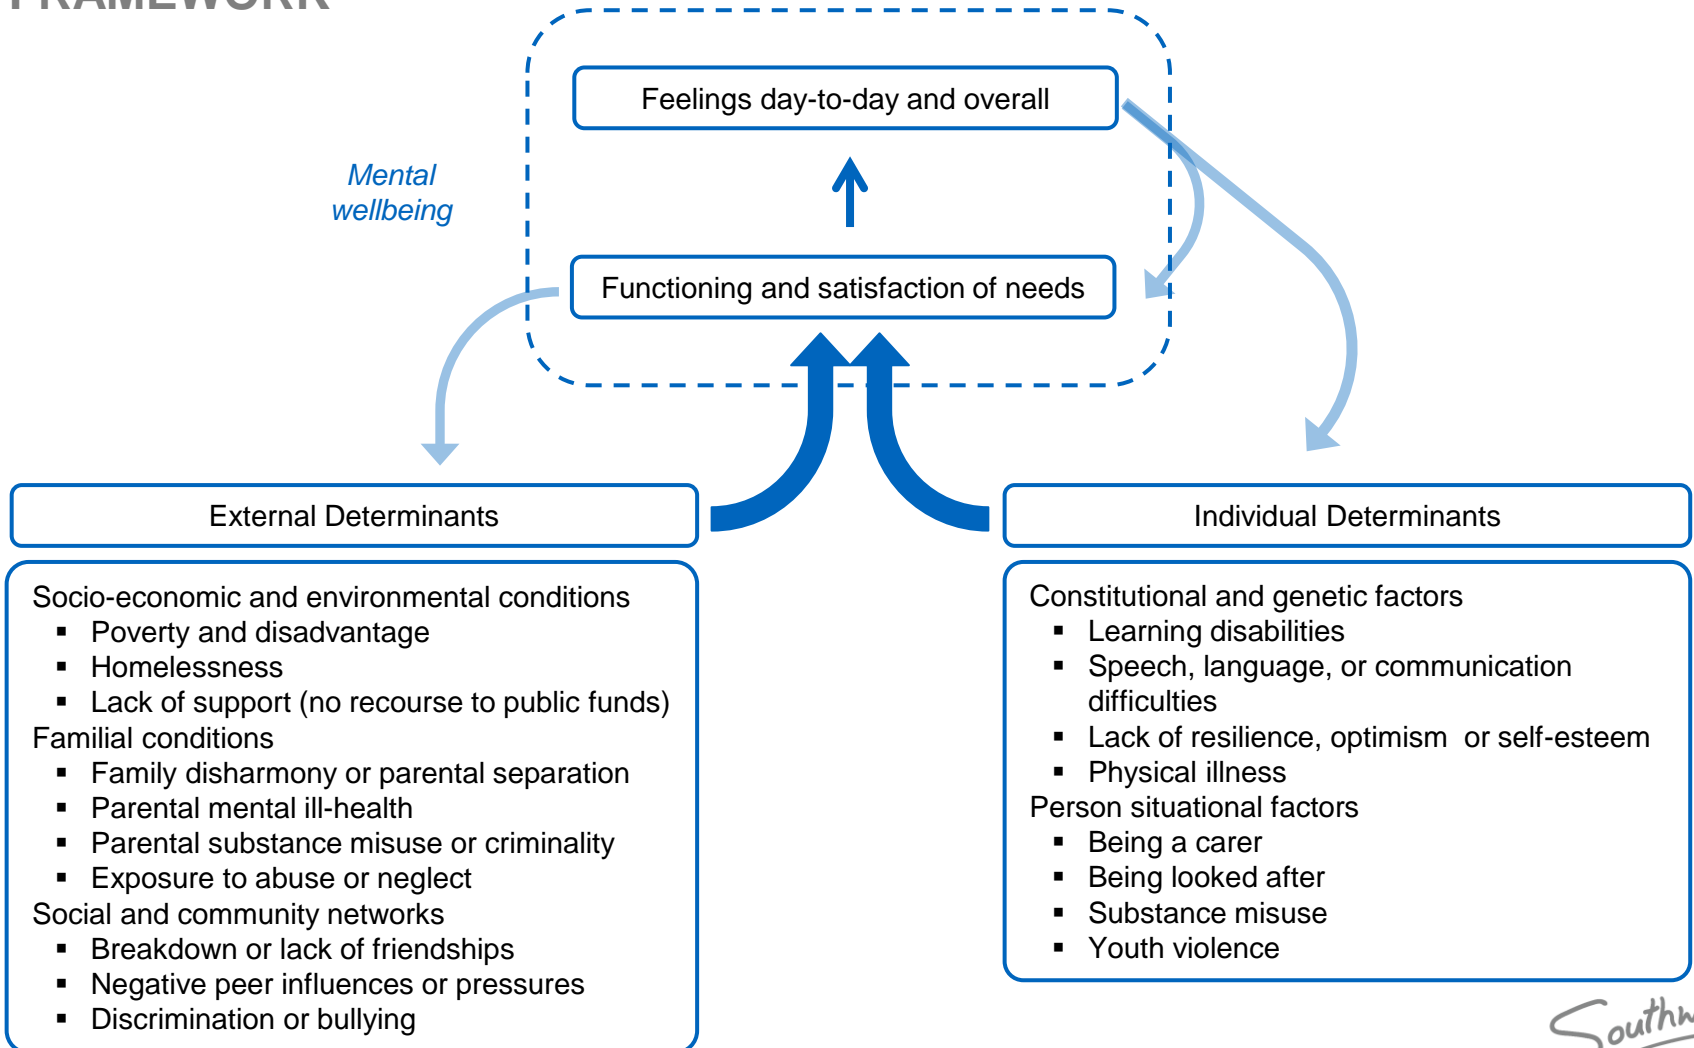 FRAMEWORK
Feelings day-to-day and overall
Mental
wellbeing
Functioning and satisfaction of needs
External Determinants
Socio-economic and environmental conditions
▪ Poverty and disadvantage
▪ Homelessness
▪ Lack of support (no recourse to public funds)
Familial conditions
▪ Family disharmony or parental separation
▪ Parental mental ill-health
▪ Parental substance misuse or criminality
▪ Exposure to abuse or neglect
Social and community networks
▪ Breakdown or lack of friendships
▪ Negative peer influences or pressures
▪ Discrimination or bullying
Individual Determinants
Constitutional and genetic factors
▪ Learning disabilities
▪ Speech, language, or communication
difficulties
▪ Lack of resilience, optimism  or self-esteem
▪ Physical illness
Person situational factors
▪ Being a carer
▪ Being looked after
▪ Substance misuse
▪ Youth violence